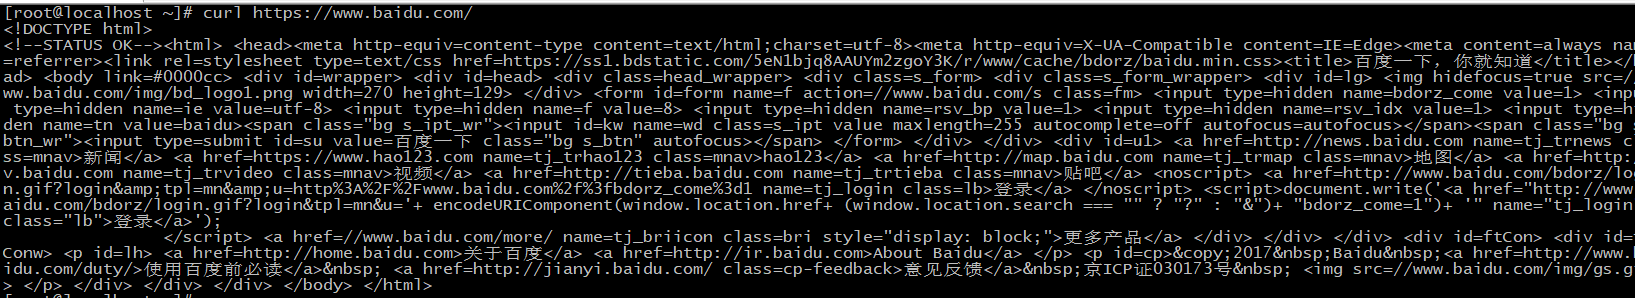 [root@localhost ~]# curl https://www.baidu.com/
<!DOCTYPE html>
<!--STATUS OK--><html> <head><meta http-equiv=content-type content=text/html;charset=utf-8><meta http-equiv=X-UA-Compatible content=IE=Edge><meta content=always nam
=referrer><link rel=stylesheet type=text/css href=https://ss1.bdstatic.com/5eN1bjq8AAUYm2zgoY3K/r/www/cache/bdorz/baidu.min.css><title>百度一下，你就知道</title></h
ad> <body link=#0000cc> <div id=wrapper> <div id=head> <div class=head_wrapper> <div class=s_form> <div class=s_form_wrapper> <div id=lg> <img hidefocus=true src=/
ww.baidu.com/img/bd_logo1.png width=270 height=129> </div> <form id=form name=f action=//www.baidu.com/s class=fm> <input type=hidden name=bdorz_come value=1> <inpu
type=hidden name=ie value=utf-8> <input type=hidden name=f value=8> <input type=hidden name=rsv_bp value=1> <input type=hidden name=rsv_idx value=1> <input type=h
den name=tn value=baidu><span class="bg s_ipt_wr"><input id=kw name=wd class=s_ipt value maxlength=255 autocomplete=off autofocus=autofocus></span><span class="bg s
btn_wr"><input type=submit id=su value=百度一下 class="bg s_btn" autofocus></span> </form> </div> </div> <div id=u1> <a href=http://news.baidu.com name=tj_trnews c
ss=mnav>新闻</a> <a href=https://www.hao123.com name=tj_trhao123 class=mnav>hao123</a> <a href=http://map.baidu.com name=tj_trmap class=mnav>地图</a> <a href=http:/
v.baidu.com name=tj_trvideo class=mnav>视频</a> <a href=http://tieba.baidu.com name=tj_trtieba class=mnav>贴吧</a> <noscript> <a href=http://www.baidu.com/bdorz/lo
n.gif?login&amp;tpl=mn&amp;u=http%3A%2F%2Fwww.baidu.com%2f%3fbdorz_come%3d1 name=tj_login class=lb>登录</a> </noscript> <script>document.write('<a href="http://www
baidu.com/bdorz/login.gif?login&tpl=mn&u='+ encodeURIComponent(window.location.href+ (window.location.search === "" ? "?" : "&")+ "bdorz_come=1")+ '" name="tj_login
class="lb">登录</a>');
</script> <a href=//www.baidu.com/more/ name=tj_briicon class=bri style="display: block;">更多产品</a> </div> </div> </div> <div id=ftCon> <div id=
Conw> <p id=lh> <a href=http://home.baidu.com>关于百度</a> <a href=http://ir.baidu.com>About Baidu</a> </p> <p id=cp>&copy;2017&nbsp;Baidu&nbsp;<a href=http://www.b
idu.com/duty/>使用百度前必读</a>&nbsp; <a href=http://jianyi.baidu.com/ class=cp-feedback>意见反馈</a>&nbsp;京ICP证030173号&nbsp; <img src=//www.baidu.com/img/gs.g
> </p> </div> </div> </div> </body> </html>
[root@localhost ~]#